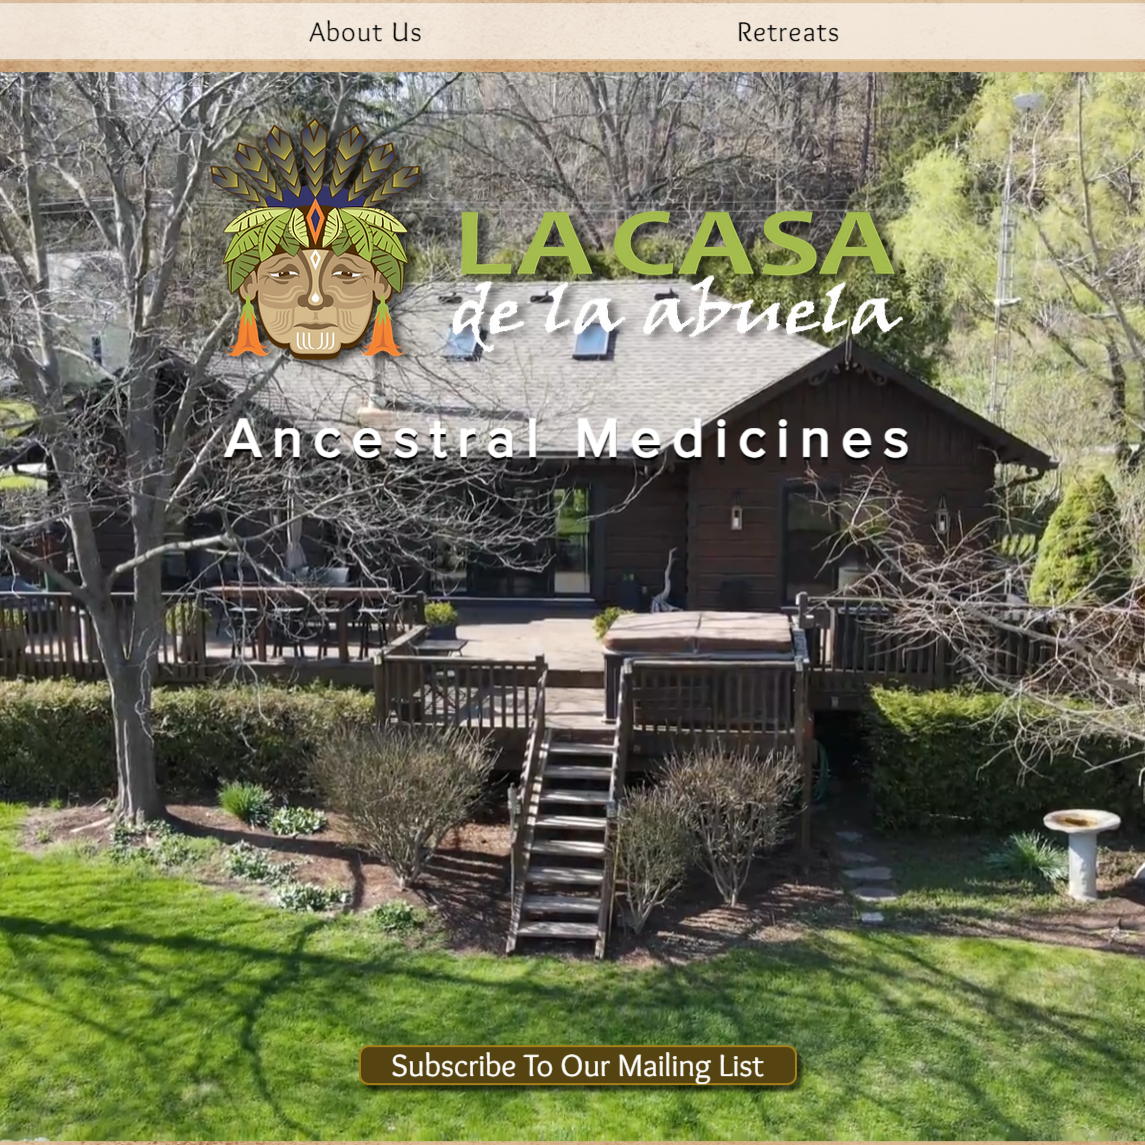 About Us
Retreats
LA CASA
de la abuela
Ancestral Medicines
Subscribe To Our Mailing List